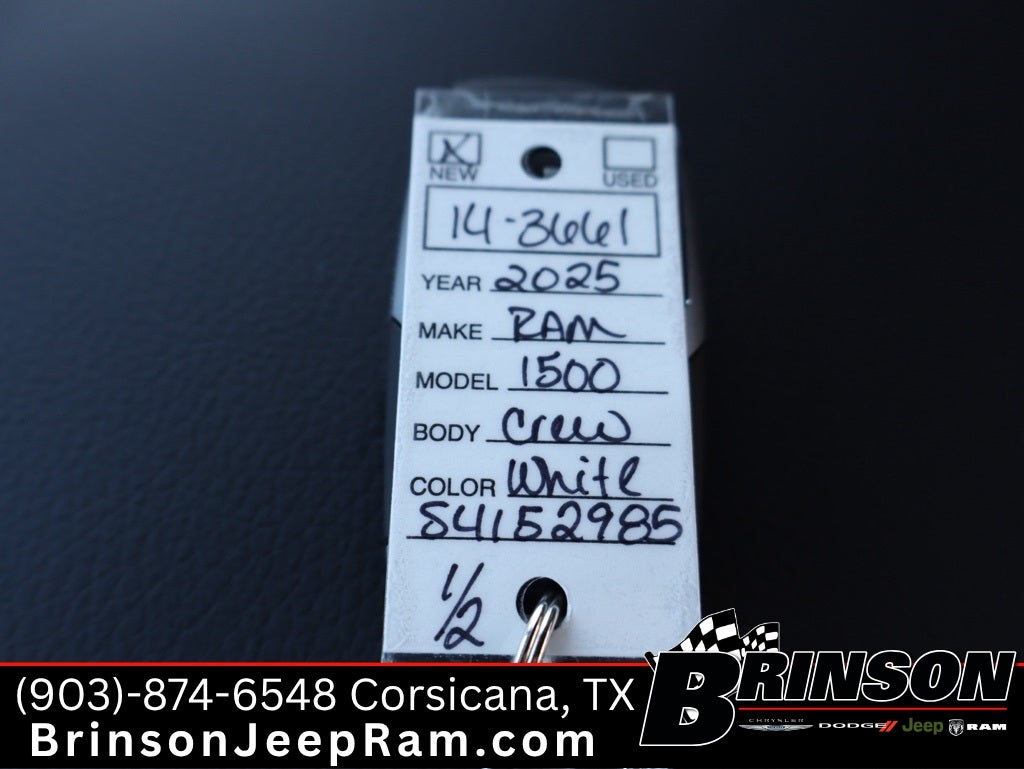 X
NEW USED
14-3661
YEAR 2025
MAKE RAM
MODEL 1500
BODY Crew
COLOR White
S4152985
1/2
(903)-874-6548 Corsicana, TX
BrinsonJeepRam.com
BRINSON
CHRYSLER DODGE Jeep RAM